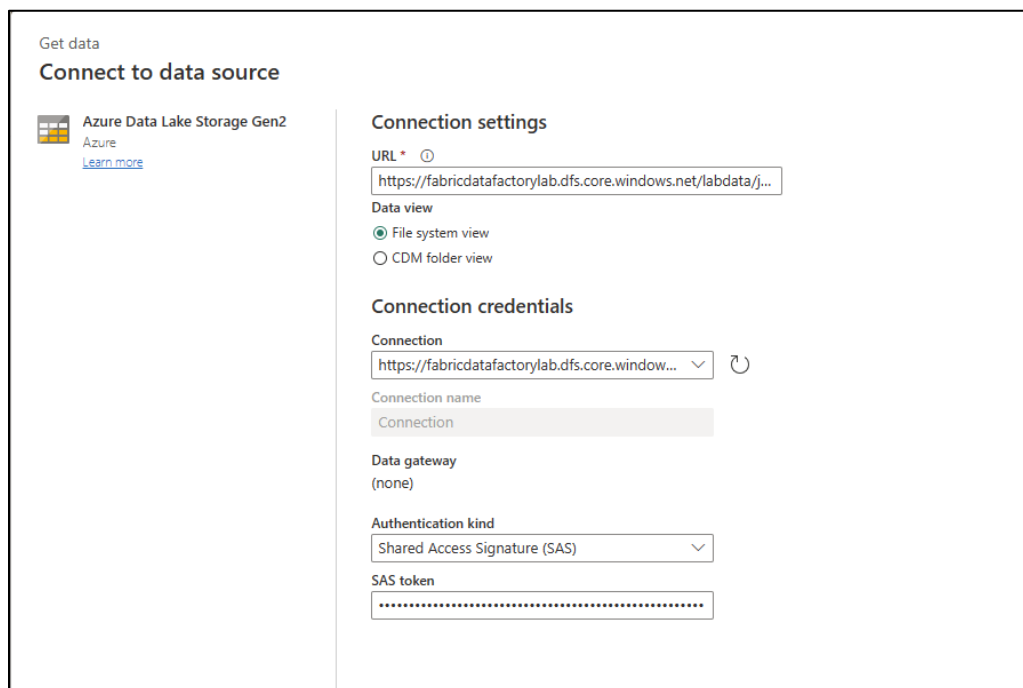 Get data
Connect to data source
Azure Data Lake Storage Gen2
Azure
Learn more
Connection settings
URL *
https://fabricdatafactorylab.dfs.core.windows.net/labdata/j...
Data view
File system view
CDM folder view
Connection credentials
Connection
https://fabricdatafactorylab.dfs.core.window...
Connection name
Connection
Data gateway
(none)
Authentication kind
Shared Access Signature (SAS)
SAS token